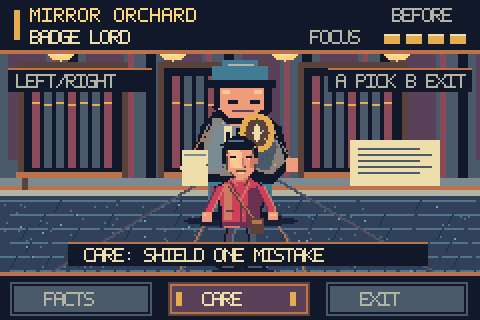 MIRROR ORCHARD
BEFORE
BADGE LORD
FOCUS
LEFT/RIGHT
A PICK B EXIT
CARE: SHIELD ONE MISTAKE
FACTS
CARE
EXIT